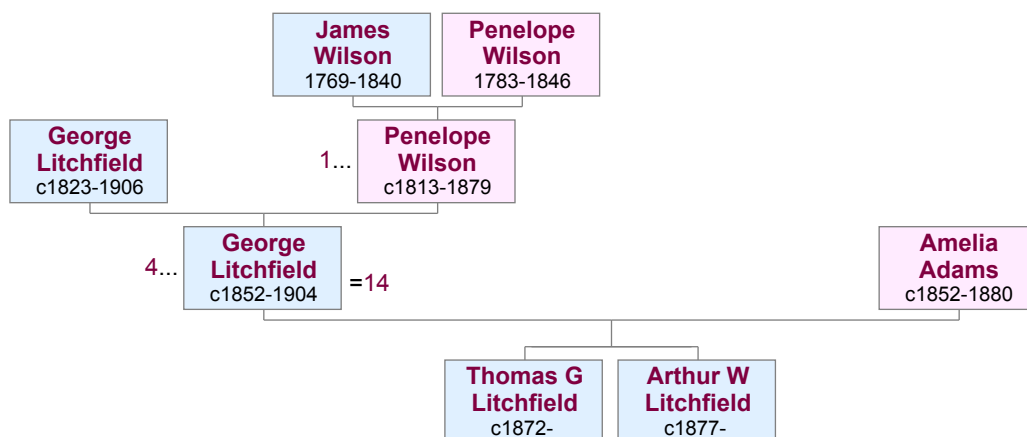 James
Wilson
1769-1840
Penelope
Wilson
1783-1846
George
Litchfield
c1823-1906
1...
Penelope
Wilson
c1813-1879
4...
George
Litchfield
c1852-1904
=14
Amelia
Adams
c1852-1880
Thomas G
Litchfield
c1872-
Arthur W
Litchfield
c1877-